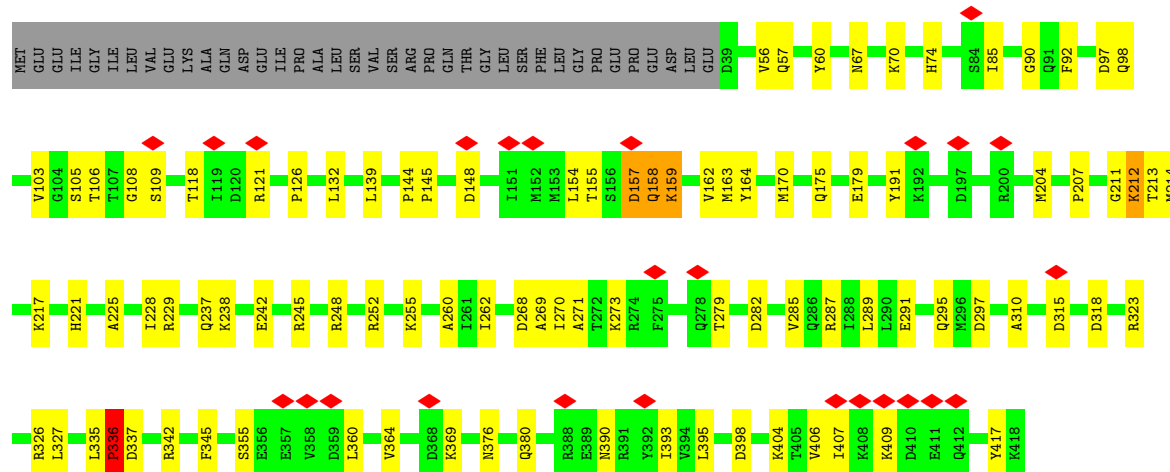 MET GLU GLU ILE GLY ILE LEU VAL GLU LYS ALA GLN ASP GLU ILE PRO ALA LEU SER VAL SER ARG PRO GLN THR GLY LEU SER PHE LEU GLY PRO GLU PRO GLU ASP LEU GLU D39 V56 Q57 Y60 N67 K70 H74 S84 I85 G90 Q91 F92 D97 Q98
V103 G104 S105 T106 T107 G108 S109 T118 I119 D120 R121 P126 L132 L139 P144 P145 D148 I151 M152 M153 L154 T155 S156 D157 Q158 K159 V162 M163 Y164 M170 Q175 E179 Y191 K192 D197 R200 M204 P207 G211 K212 T213 M214
K217 H221 A225 I228 R229 Q237 K238 E242 R245 R248 R252 K255 A260 I261 I262 D268 A269 I270 A271 T272 K273 R274 F275 Q278 T279 D282 V285 Q286 R287 I288 L289 L290 E291 Q295 M296 D297 A310 D315 D318 R323
R326 L327 L335 P336 D337 R342 F345 S355 E356 E357 V358 D359 L360 V364 D368 K369 N376 Q380 R388 E389 N390 R391 Y392 I393 V394 L395 D398 K404 I405 V406 I407 K408 K409 D410 E411 Q412 Y417 K418